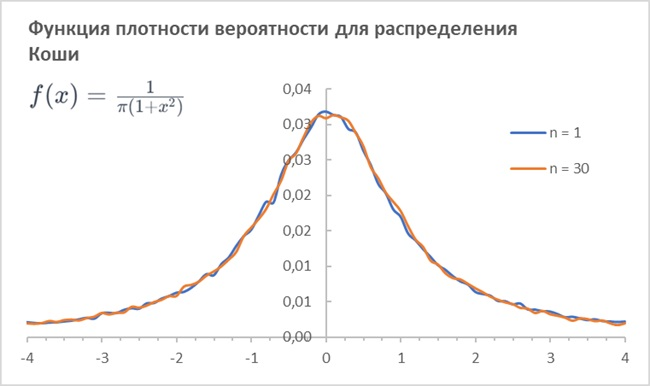 Функция плотности вероятности для распределения
Коши
f(x) = 1/π(1+x²)
0,04
0,03
0,03
0,02
0,02
0,01
0,01
0,00
n = 1
n = 30
-4 -3 -2 -1 0 1 2 3 4